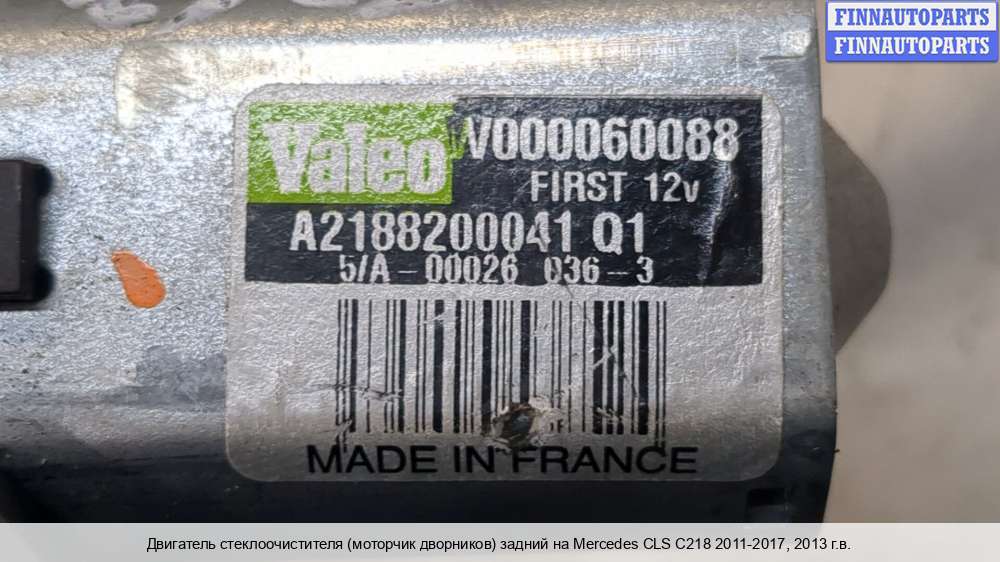 FINNAUTOPARTS
FINNAUTOPARTS
Valeo W000060088
FIRST 12v
A2188200041 Q1
5/A-00026 036-3
MADE IN FRANCE
Двигатель стеклоочистителя (моторчик дворников) задний на Mercedes CLS C218 2011-2017, 2013 г.в.